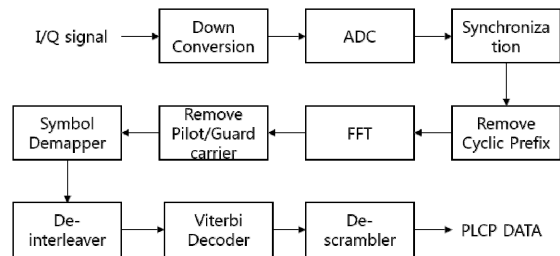 I/Q signal
Down
Conversion
ADC
Synchroniza
tion
Symbol
Demapper
Remove
Pilot/Guard
carrier
FFT
Remove
Cyclic Prefix
De-
interleaver
Viterbi
Decoder
De-
scrambler
PLCP DATA